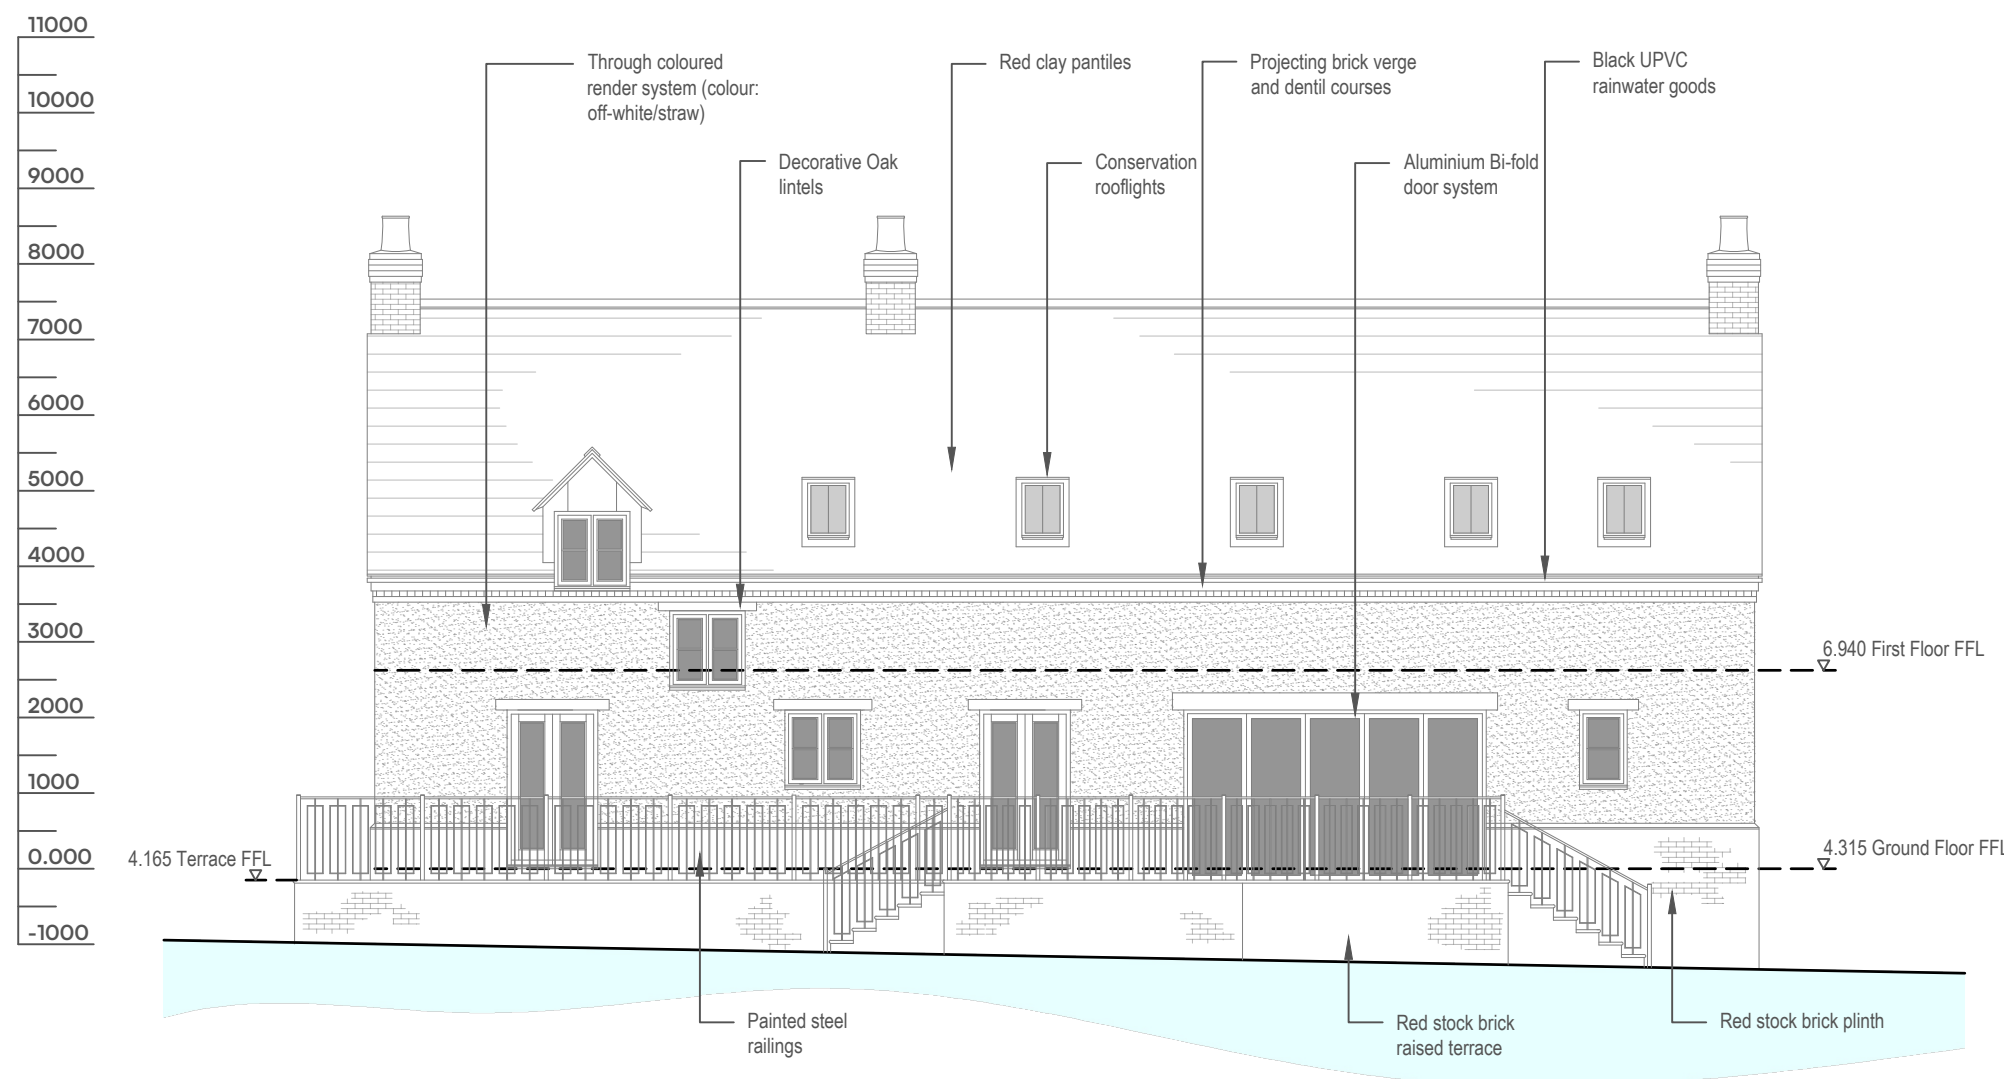 11000
10000
9000
8000
7000
6000
5000
4000
3000
2000
1000
0.000
-1000
Through coloured
render system (colour:
off-white/straw)
Decorative Oak
lintels
Red clay pantiles
Conservation
rooflights
Projecting brick verge
and dentil courses
Aluminium Bi-fold
door system
Black UPVC
rainwater goods
6.940 First Floor FFL
4.165 Terrace FFL
4.315 Ground Floor FFL
Painted steel
railings
Red stock brick
raised terrace
Red stock brick plinth